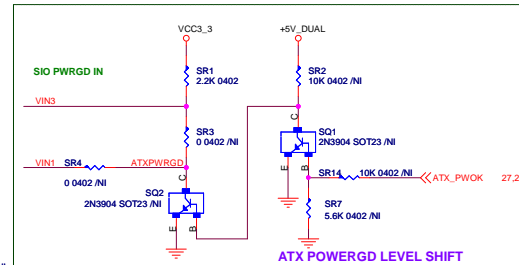 VCC3_3
+5V_DUAL
SIO PWRGD IN
SR1
2.2K 0402
SR2
10K 0402 /NI
VIN3
SR3
0 0402 /NI
C
SQ1
2N3904 SOT23 /NI
E
B
VIN1
SR4
ATXPWRGD
0 0402 /NI
C
SQ2
2N3904 SOT23 /NI
E
B
SR14
10K 0402 /NI
ATX_PWOK
27,2
SR7
5.6K 0402 /NI
ATX POWERGD LEVEL SHIFT